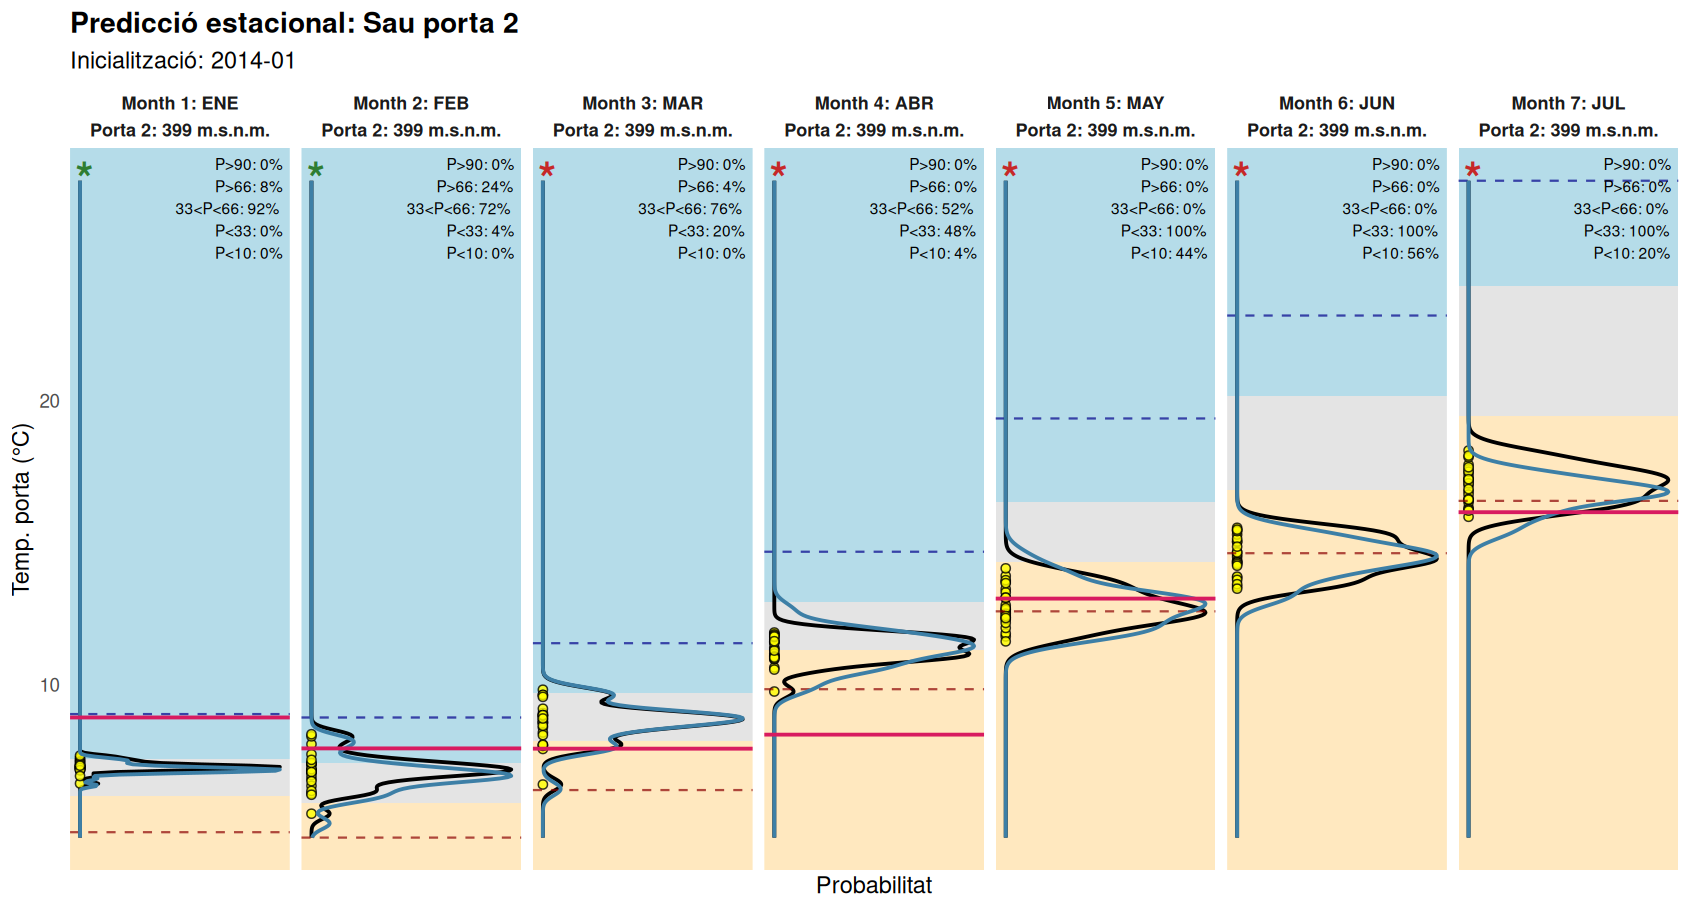 Predicció estacional: Sau porta 2
Inicialització: 2014-01
Month 1: ENE
Porta 2: 399 m.s.n.m.
Month 2: FEB
Porta 2: 399 m.s.n.m.
Month 3: MAR
Porta 2: 399 m.s.n.m.
Month 4: ABR
Porta 2: 399 m.s.n.m.
Month 5: MAY
Porta 2: 399 m.s.n.m.
Month 6: JUN
Porta 2: 399 m.s.n.m.
Month 7: JUL
Porta 2: 399 m.s.n.m.
*
P>90: 0%
P>66: 8%
33<P<66: 92%
P<33: 0%
P<10: 0%
*
P>90: 0%
P>66: 24%
33<P<66: 72%
P<33: 4%
P<10: 0%
*
P>90: 0%
P>66: 4%
33<P<66: 76%
P<33: 20%
P<10: 0%
*
P>90: 0%
P>66: 0%
33<P<66: 52%
P<33: 48%
P<10: 4%
*
P>90: 0%
P>66: 0%
33<P<66: 0%
P<33: 100%
P<10: 44%
*
P>90: 0%
P>66: 0%
33<P<66: 0%
P<33: 100%
P<10: 56%
*
P>90: 0%
P>66: 0%
33<P<66: 0%
P<33: 100%
P<10: 20%
20
10
Temp. porta (°C)
Probabilitat